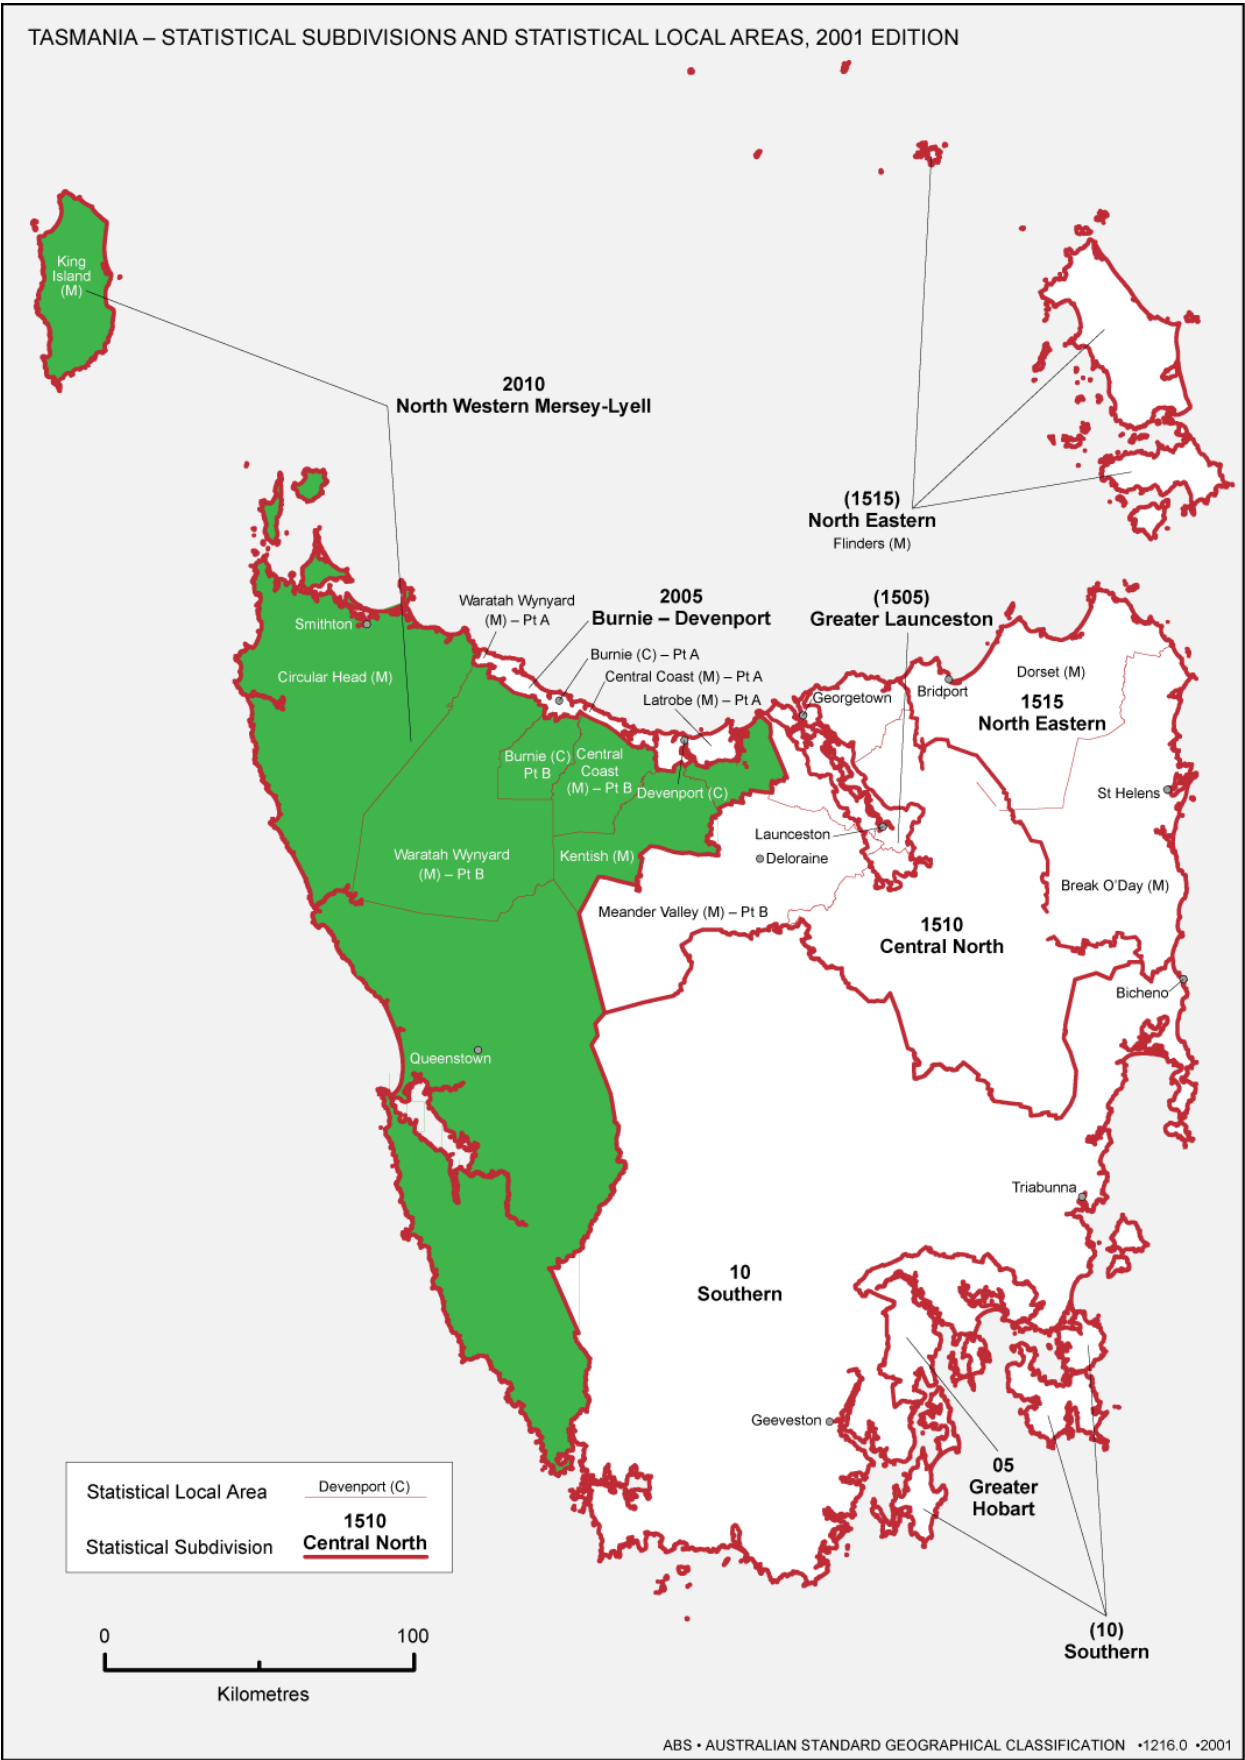 TASMANIA – STATISTICAL SUBDIVISIONS AND STATISTICAL LOCAL AREAS, 2001 EDITION
King
Island
(M)
2010
North Western Mersey-Lyell
(1515)
North Eastern
Flinders (M)
Waratah Wynyard
(M) – Pt A
2005
Burnie – Devenport
(1505)
Greater Launceston
Smithton
Burnie (C) – Pt A
Central Coast (M) – Pt A
Latrobe (M) – Pt A
Circular Head (M)
Georgetown
Bridport
Dorset (M)
1515
North Eastern
Burnie (C)
Pt B
Central
Coast
(M) – Pt B
Devenport (C)
St Helens
Launceston
Deloraine
Waratah Wynyard
(M) – Pt B
Kentish (M)
Break O'Day (M)
Meander Valley (M) – Pt B
1510
Central North
Bicheno
Queenstown
Triabunna
10
Southern
Geeveston
05
Greater
Hobart
(10)
Southern
Statistical Local Area
Devenport (C)
Statistical Subdivision
1510
Central North
0 100
Kilometres
ABS • AUSTRALIAN STANDARD GEOGRAPHICAL CLASSIFICATION •1216.0 •2001